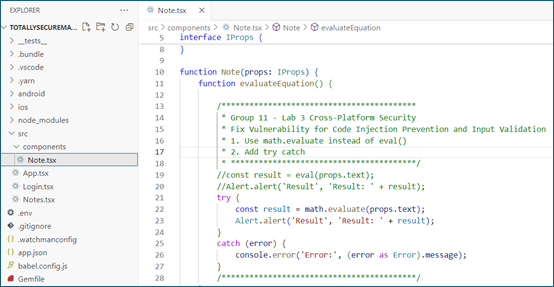 EXPLORER
TOTALLYSECUREMA...
__tests__
.bundle
.vscode
.yarn
android
ios
node_modules
src
components
Note.tsx
App.tsx
Login.tsx
Notes.tsx
.env
.gitignore
.watchmanconfig
app.json
babel.config.js
Gemfile
Note.tsx
src > components > Note.tsx > Note > evaluateEquation
5 interface IProps {
8 }
9
10 function Note(props: IProps) {
11 function evaluateEquation() {
12
13 /*****************************************
14 * Group 11 - Lab 3 Cross-Platform Security
15 * Fix Vulnerability for Code Injection Prevention and Input Validation
16 * 1. Use math.evaluate instead of eval()
17 * 2. Add try catch
18 * ***************************************/
19 //const result = eval(props.text);
20 //Alert.alert('Result', 'Result: ' + result);
21 try {
22 const result = math.evaluate(props.text);
23 Alert.alert('Result', 'Result: ' + result);
24 }
25 catch (error) {
26 console.error('Error:', (error as Error).message);
27 }
28 /*****************************************/